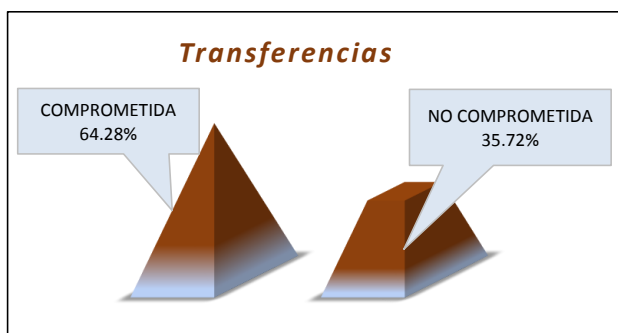 Transferencias
COMPROMETIDA
64.28%
NO COMPROMETIDA
35.72%